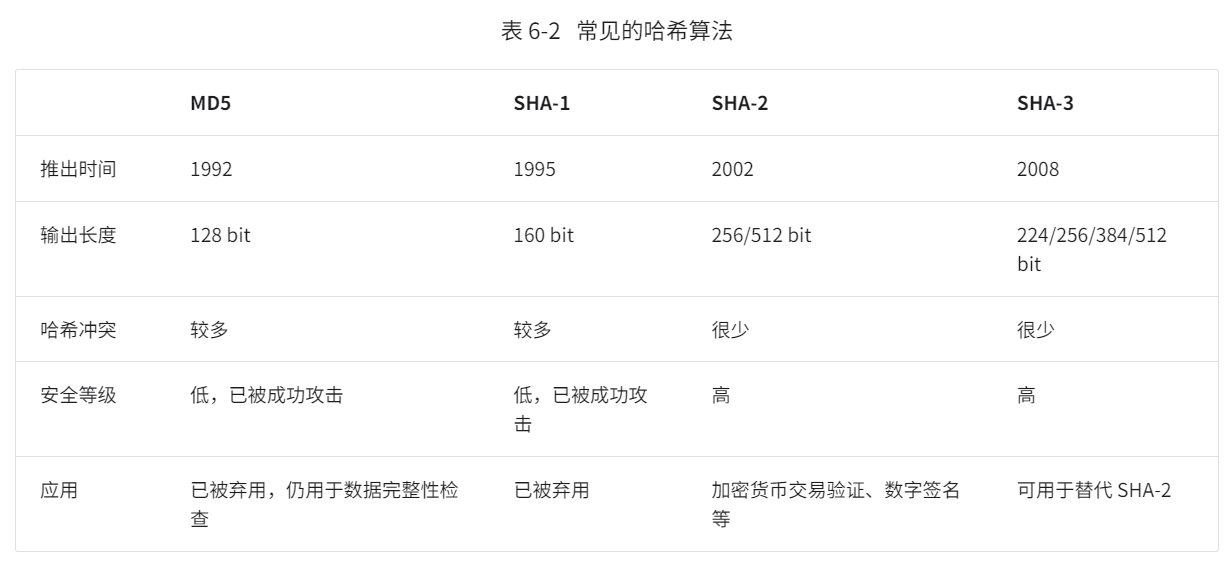 表 6-2 常见的哈希算法
MD5 SHA-1 SHA-2 SHA-3
推出时间 1992 1995 2002 2008
输出长度 128 bit 160 bit 256/512 bit 224/256/384/512
bit
哈希冲突 较多 较多 很少 很少
安全等级 低，已被成功攻击 低，已被成功攻 高 高
击
应用 已被弃用，仍用于数据完整性检 已被弃用 加密货币交易验证、数字签名 可用于替代 SHA-2
查 等